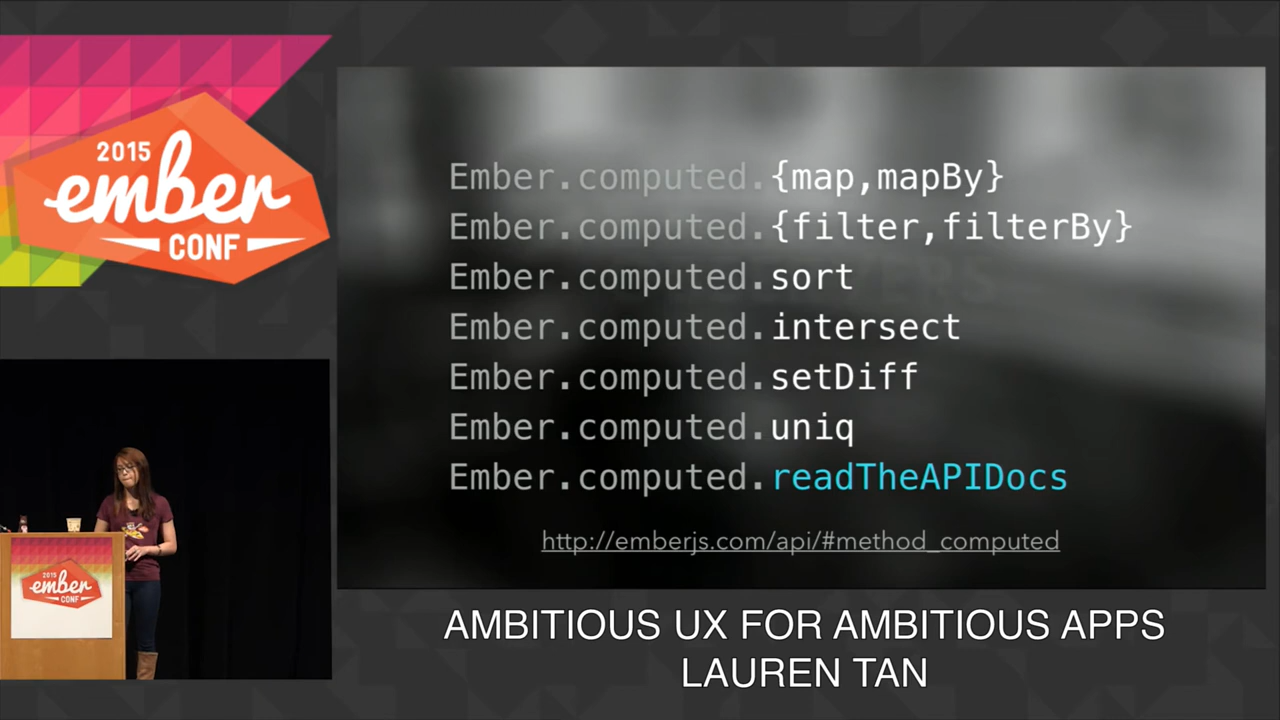 2015
ember
CONF
Ember.computed.{map,mapBy}
Ember.computed.{filter,filterBy}
Ember.computed.sort
Ember.computed.intersect
Ember.computed.setDiff
Ember.computed.uniq
Ember.computed.readTheAPIDocs
http://emberjs.com/api/#method_computed
2015
ember
CONF
AMBITIOUS UX FOR AMBITIOUS APPS
LAUREN TAN